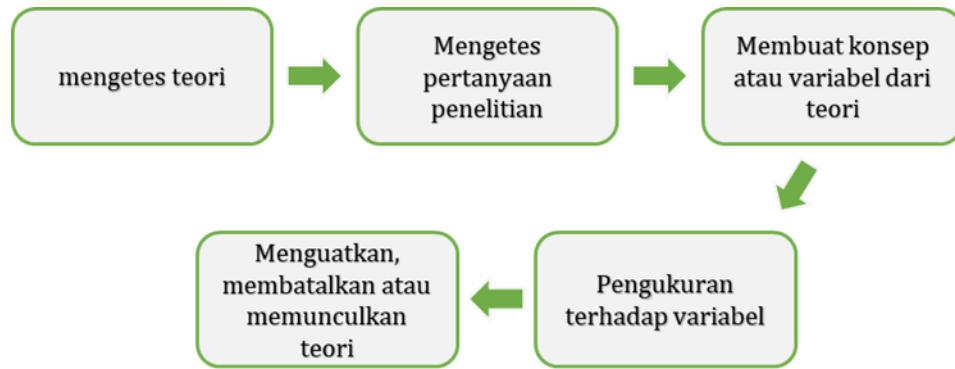 mengetes teori
Mengetes
pertanyaan
penelitian
Membuat konsep
atau variabel dari
teori
Pengukuran
terhadap variabel
Menguatkan,
membatalkan atau
memunculkan
teori